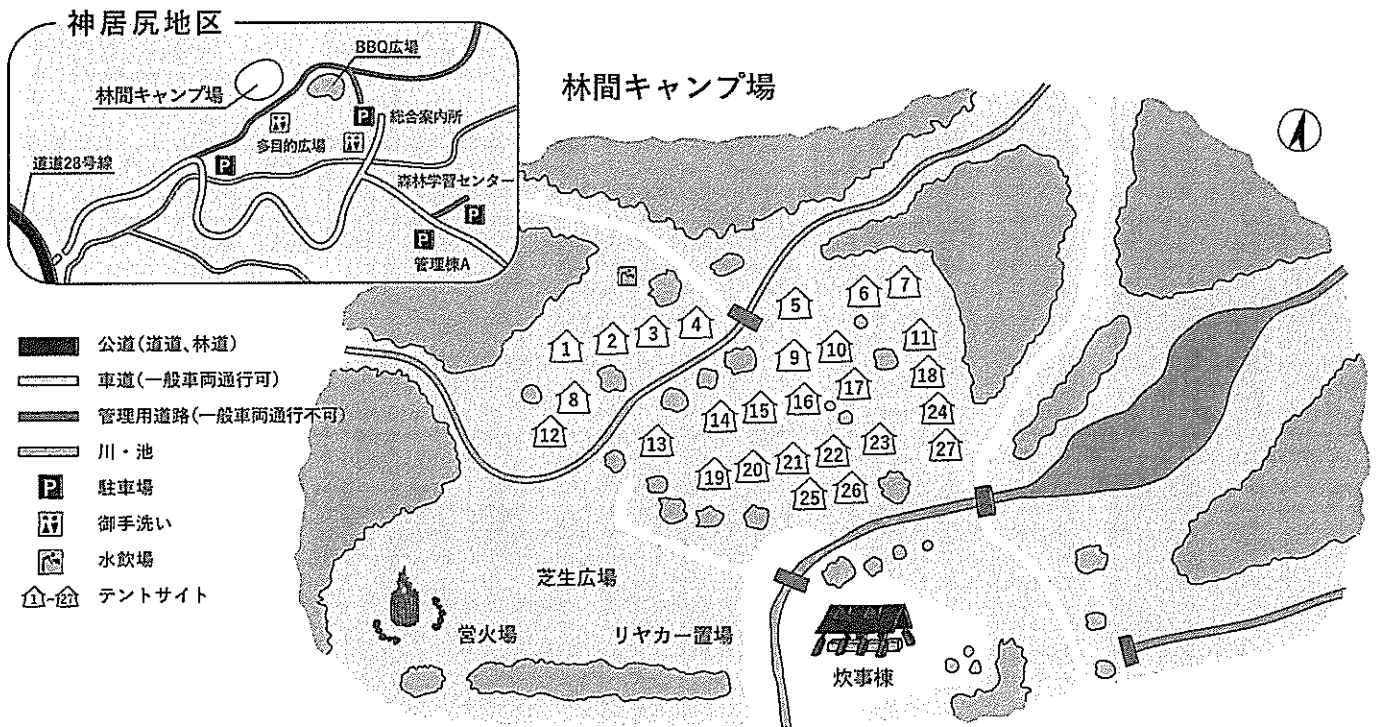 神居尻地区
BBQ広場
林間キャンプ場
P
総合案内所
多目的広場
道道28号線
P
森林学習センター
P
P
管理棟A
林間キャンプ場
公道(道道、林道)
車道(一般車両通行可)
管理用道路(一般車両通行不可)
川・池
P 駐車場
御手洗い
水飲場
1-27 テントサイト
1
2
3
4
5
6
7
8
9
10
11
12
13
14
15
16
17
18
19
20
21
22
23
24
25
26
27
芝生広場
営火場
リヤカー置場
炊事棟